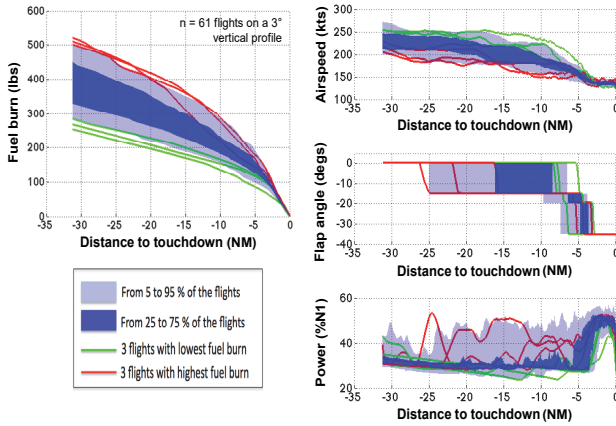 n = 61 flights on a 3°
vertical profile
Fuel burn (lbs)
600
500
400
300
200
100
0
-35 -30 -25 -20 -15 -10 -5 0
Distance to touchdown (NM)
From 5 to 95 % of the flights
From 25 to 75 % of the flights
3 flights with lowest fuel burn
3 flights with highest fuel burn
Airspeed (kts)
300
250
200
150
100
-35 -30 -25 -20 -15 -10 -5 0
Distance to touchdown (NM)
Flap angle (degs)
0
-10
-20
-30
-40
-35 -30 -25 -20 -15 -10 -5 0
Distance to touchdown (NM)
Power (%N1)
60
40
20
-35 -30 -25 -20 -15 -10 -5 0
Distance to touchdown (NM)